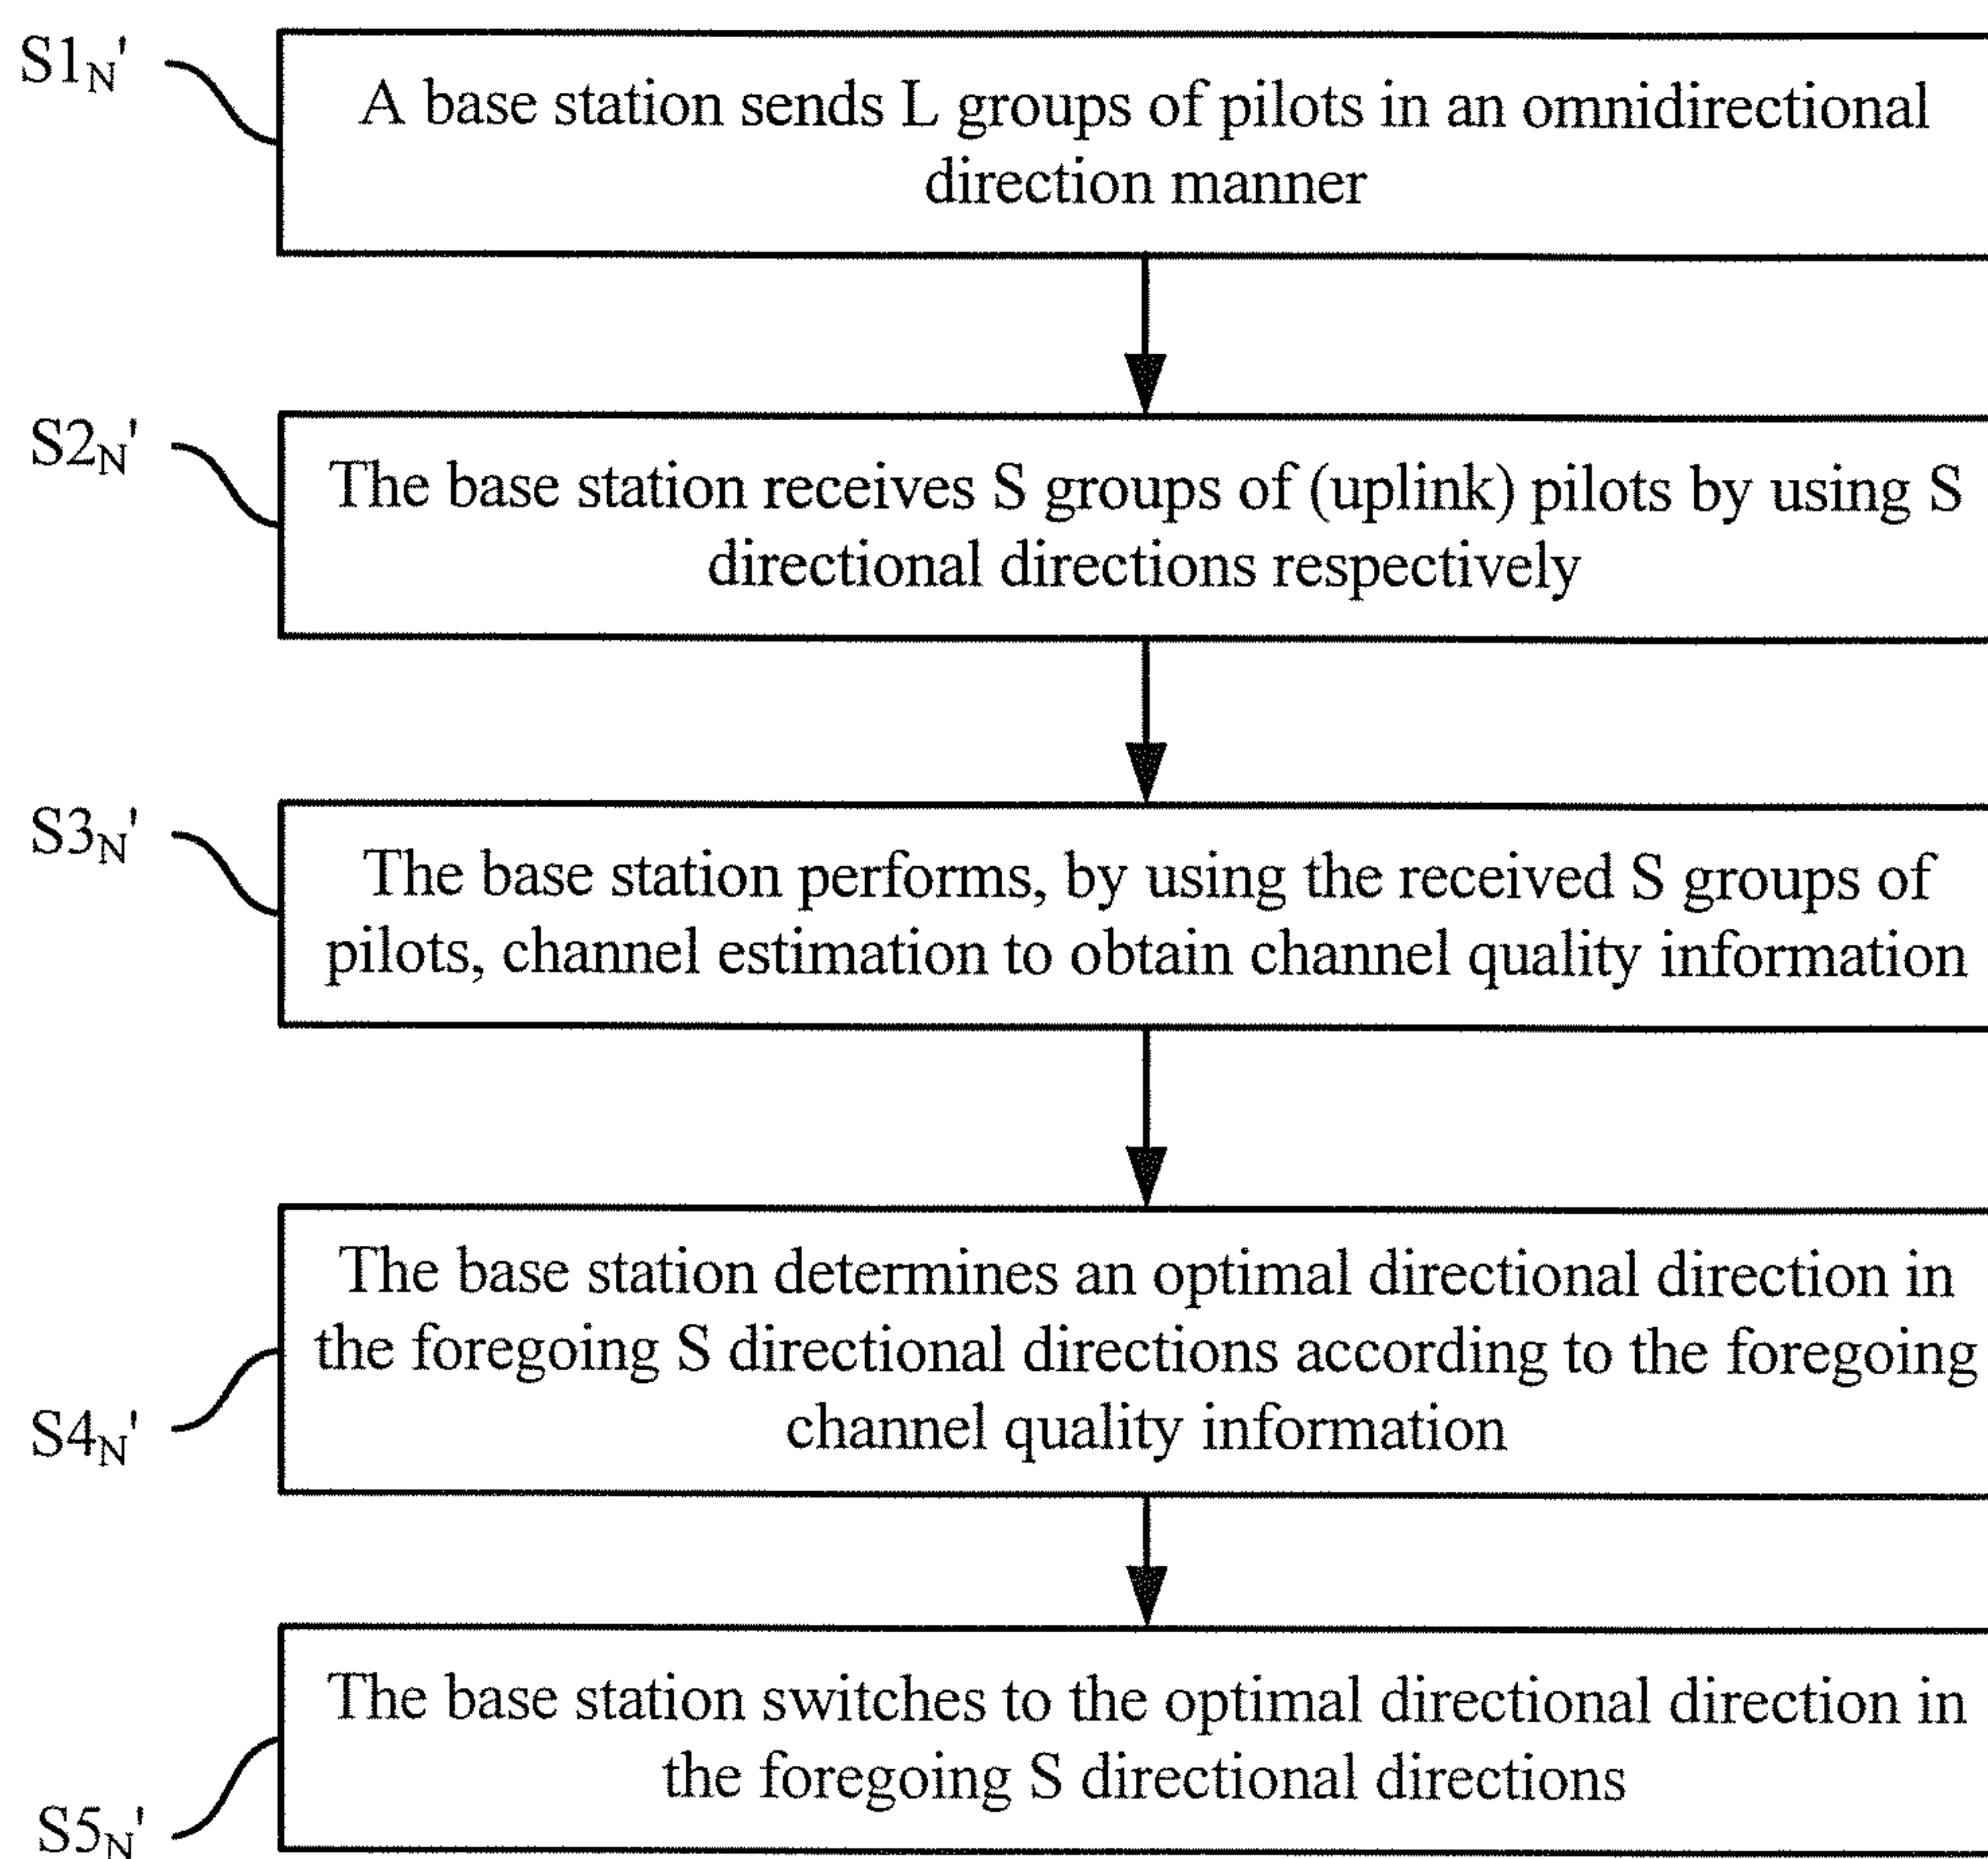 S1N'
A base station sends L groups of pilots in an omnidirectional
direction manner
S2N'
The base station receives S groups of (uplink) pilots by using S
directional directions respectively
S3N'
The base station performs, by using the received S groups of
pilots, channel estimation to obtain channel quality information
The base station determines an optimal directional direction in
the foregoing S directional directions according to the foregoing
channel quality information
S4N'
The base station switches to the optimal directional direction in
the foregoing S directional directions
S5N'